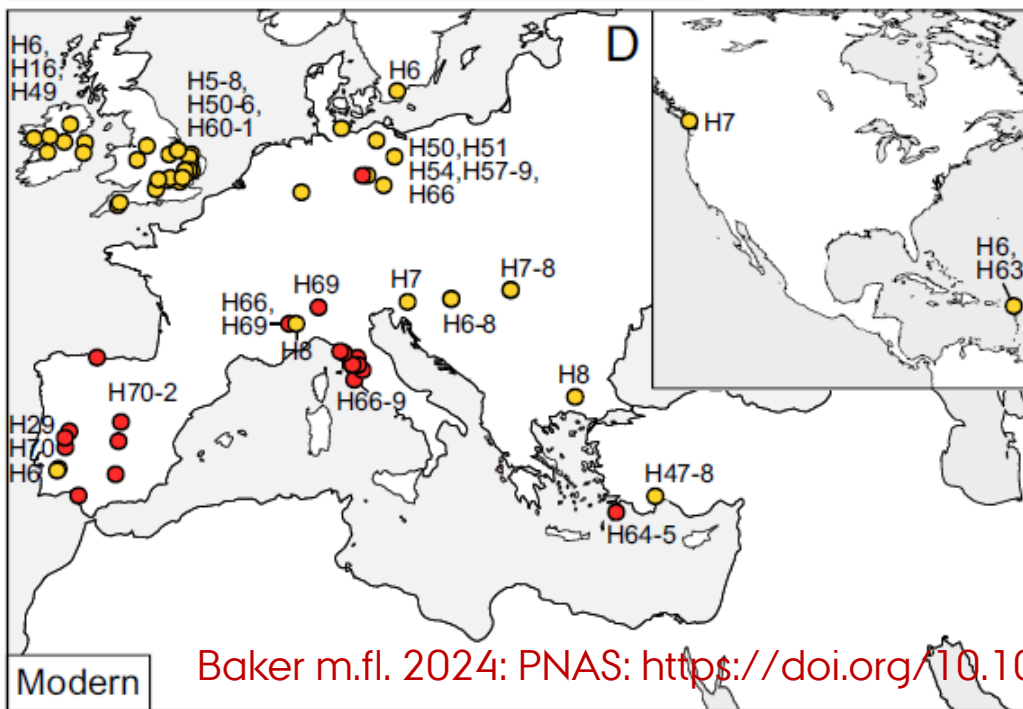 H6,
H16,
H49
H5-8,
H50-6,
H60-1
H6
D
H7
H6,
H63
H50,H51
H54,H57-9,
H66
H7
H7-8
H6-8
H69
H66,
H69
H8
H66-9
H8
H70-2
H29
H70
H6
H47-8
H64-5
Modern
Baker m.fl. 2024: PNAS: https://doi.org/10.10